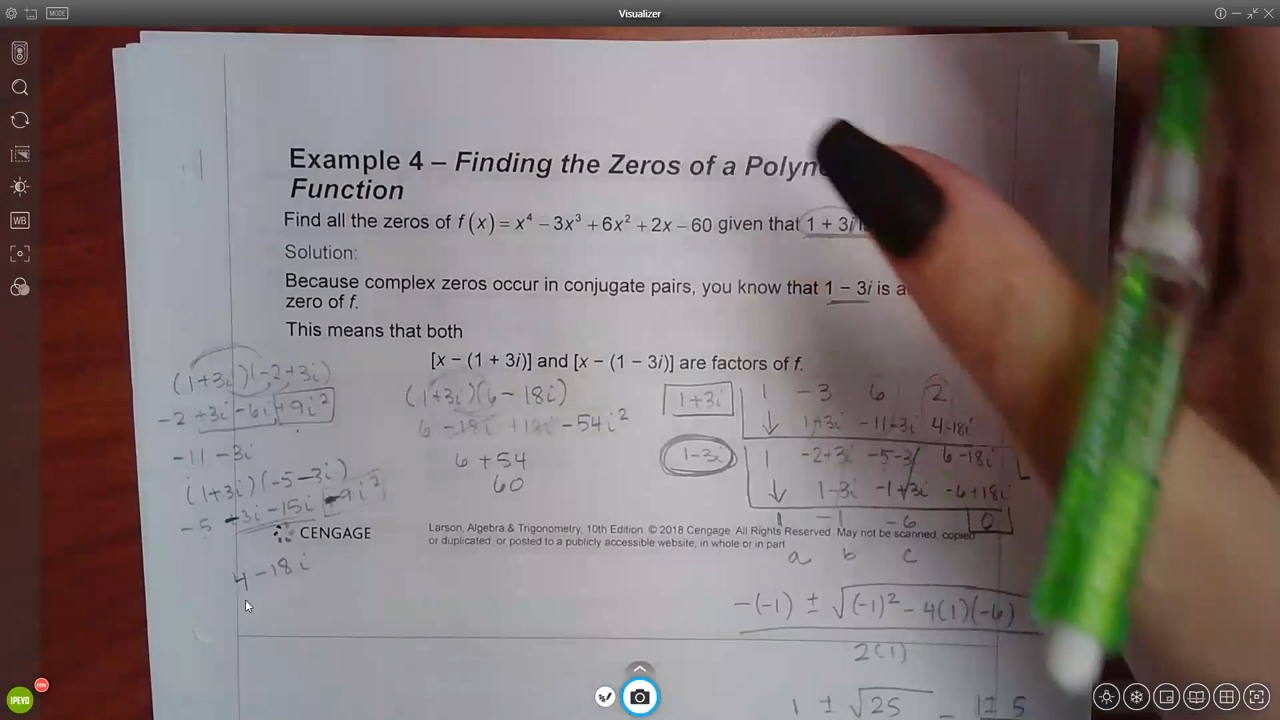 MODE
Visualizer
Example 4 – Finding the Zeros of a
Function
Find all the zeros of f(x) = x⁴ − 3x³ + 6x² + 2x − 60 given that 1 + 3i
Solution:
Because complex zeros occur in conjugate pairs, you know that 1 − 3i is
zero of f.
This means that both
[x − (1 + 3i)] and [x − (1 − 3i)] are factors of f.
(1+3i)(-2+3i)
-2 +3i -6i +9i²
-11 -3i
(1+3i)(-5-3i)
-5 -3i -15i -9i²
4 -18i
(1+3i)(6-18i)
6 -18i +18i -54i²
6 +54
60
1+3i 1 -3 6 2
↓ 1+3i -11-3i 4-18i
1-3i 1 -2+3i -5-3i 6-18i
↓ 1-3i -1+3i -6+18i
1 -1 -6 0
a b c
CENGAGE
Larson, Algebra & Trigonometry, 10th Edition. © 2018 Cengage. All Rights Reserved. May not be scanned, copied
or duplicated, or posted to a publicly accessible website, in whole or in part
-(-1) ± √(-1)² - 4(1)(-6)
2(1)
1 ± √25 = 1 ± 5
IPEVO
new
WB